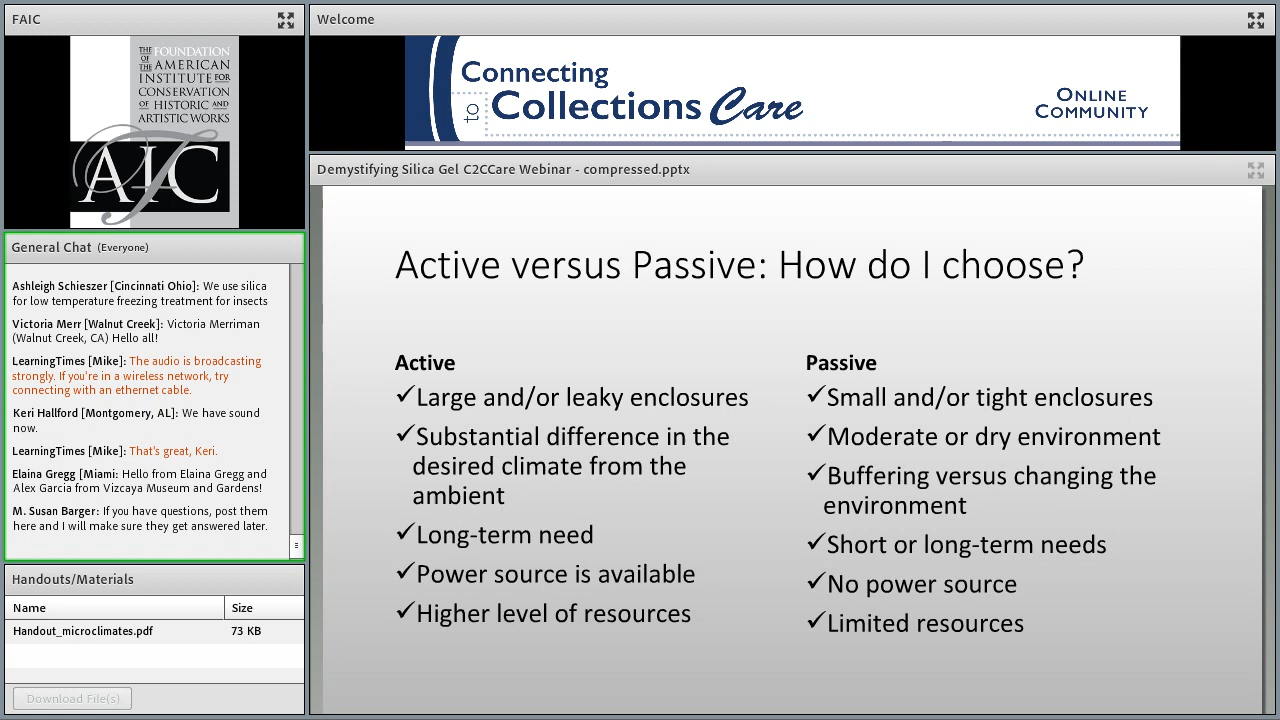 FAIC
THE FOUNDATION
OF THE AMERICAN
INSTITUTE FOR
CONSERVATION
OF HISTORIC AND
ARTISTIC WORKS
AIC
General Chat (Everyone)
Ashleigh Schieszer [Cincinnati Ohio]: We use silica
for low temperature freezing treatment for insects
Victoria Merr [Walnut Creek]: Victoria Merriman
(Walnut Creek, CA) Hello all!
LearningTimes [Mike]: The audio is broadcasting
strongly. If you're in a wireless network, try
connecting with an ethernet cable.
Keri Hallford [Montgomery, AL]: We have sound
now.
LearningTimes [Mike]: That's great, Keri.
Elaina Gregg [Miami: Hello from Elaina Gregg and
Alex Garcia from Vizcaya Museum and Gardens!
M. Susan Barger: If you have questions, post them
here and I will make sure they get answered later.
Handouts/Materials
Name Size
Handout_microclimates.pdf 73 KB
Download File(s)
Welcome
Connecting
to Collections Care
ONLINE
COMMUNITY
Demystifying Silica Gel C2CCare Webinar - compressed.pptx
Active versus Passive: How do I choose?
Active
✓Large and/or leaky enclosures
✓Substantial difference in the
desired climate from the
ambient
✓Long-term need
✓Power source is available
✓Higher level of resources
Passive
✓Small and/or tight enclosures
✓Moderate or dry environment
✓Buffering versus changing the
environment
✓Short or long-term needs
✓No power source
✓Limited resources